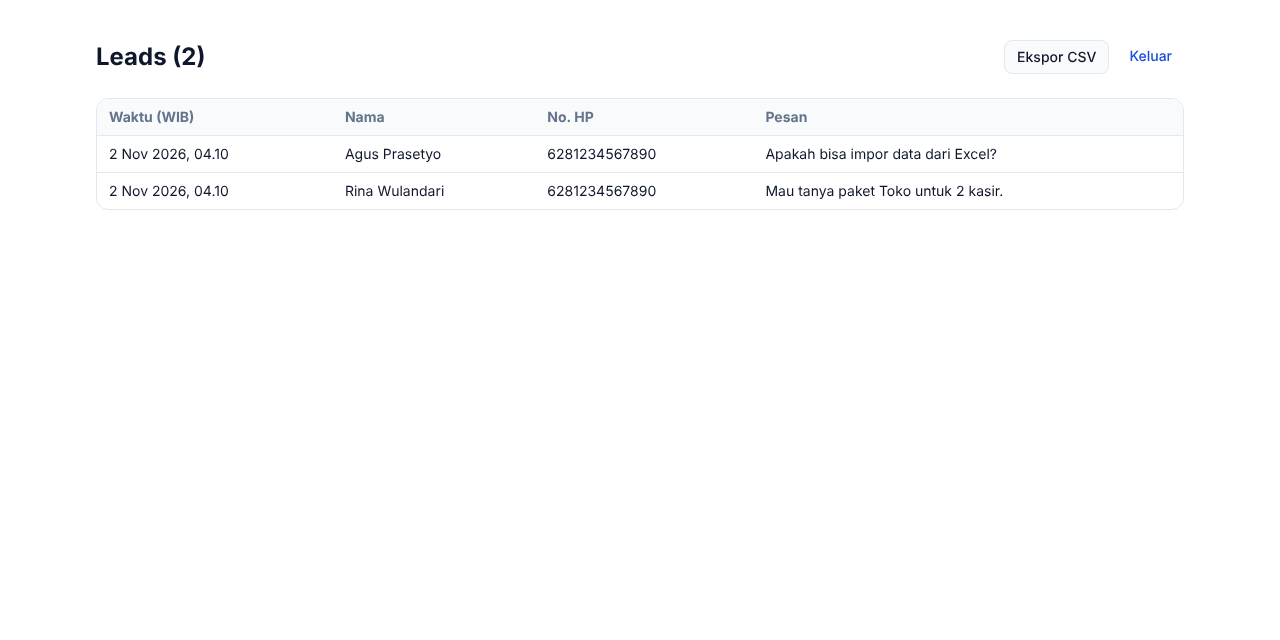 Leads (2)
Ekspor CSV
Keluar
Waktu (WIB) Nama No. HP Pesan
2 Nov 2026, 04.10 Agus Prasetyo 6281234567890 Apakah bisa impor data dari Excel?
2 Nov 2026, 04.10 Rina Wulandari 6281234567890 Mau tanya paket Toko untuk 2 kasir.